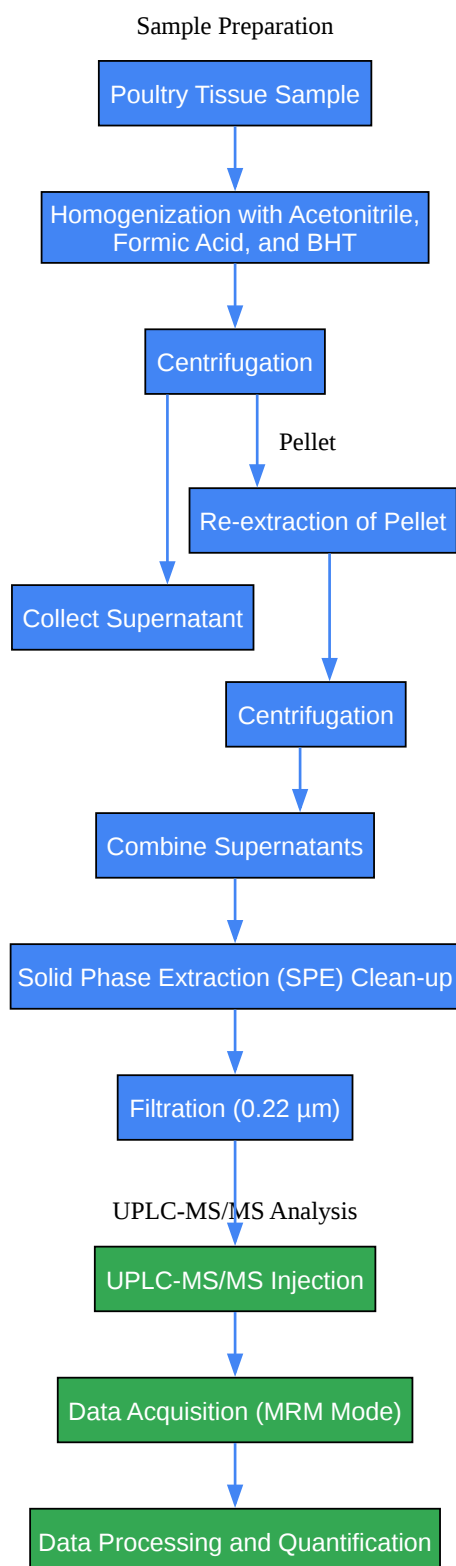 Sample Preparation
Poultry Tissue Sample
Homogenization with Acetonitrile,
Formic Acid, and BHT
Centrifugation
Pellet
Re-extraction of Pellet
Collect Supernatant
Centrifugation
Combine Supernatants
Solid Phase Extraction (SPE) Clean-up
Filtration (0.22 µm)
UPLC-MS/MS Analysis
UPLC-MS/MS Injection
Data Acquisition (MRM Mode)
Data Processing and Quantification